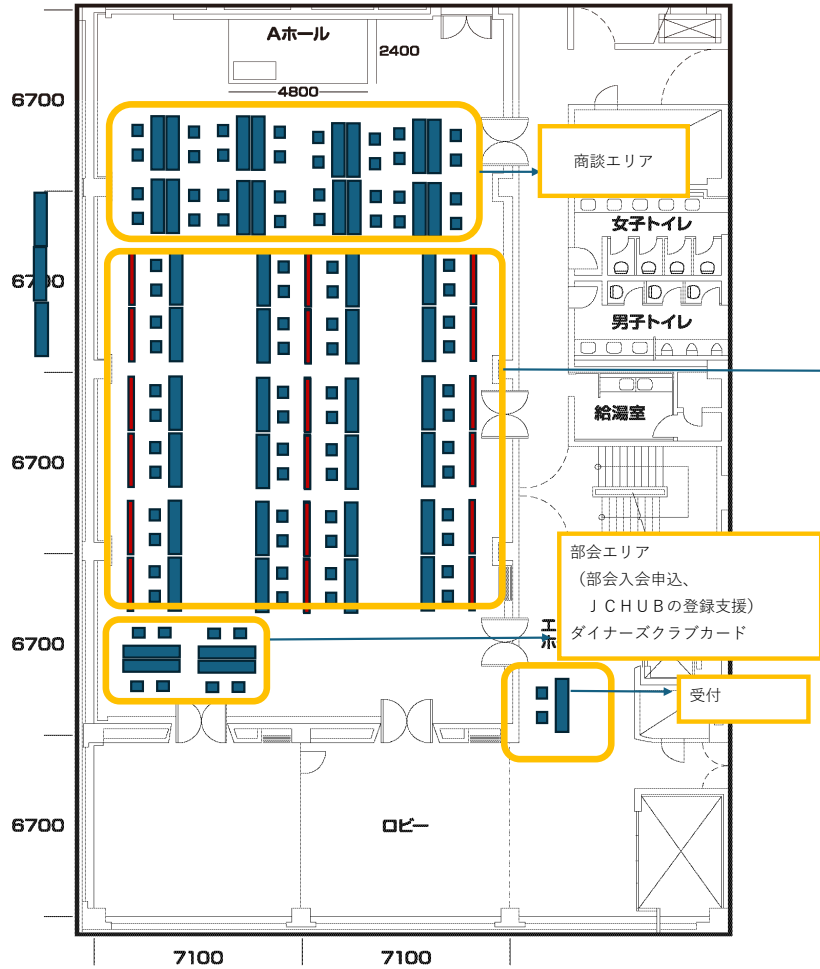 Aホール
2400
4800
6700
商談エリア
女子トイレ
6700
男子トイレ
給湯室
6700
部会エリア
（部会入会申込、
ＪＣＨＵＢの登録支援）
ダイナーズクラブカード
エ
ホ
6700
受付
6700
ロビー
7100
7100